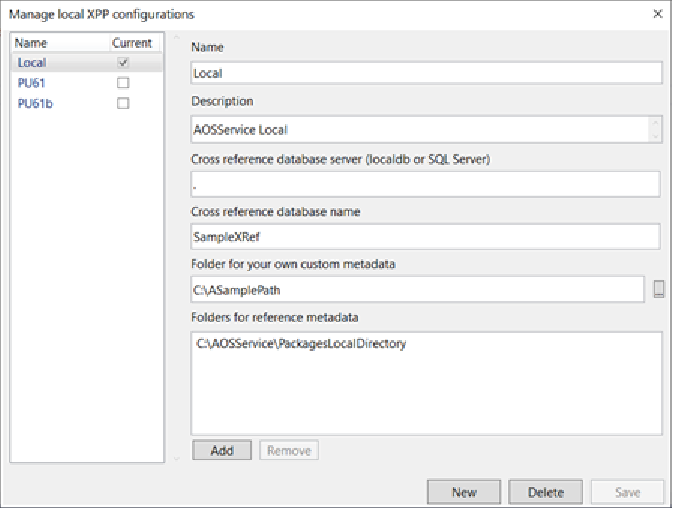 Manage local XPP configurations
Name Current
Local
PU61
PU61b
Name
Local
Description
AOSService Local
Cross reference database server (localdb or SQL Server)
.
Cross reference database name
SampleXRef
Folder for your own custom metadata
C:\ASamplePath
...
Folders for reference metadata
C:\AOSService\PackagesLocalDirectory
Add Remove
New Delete Save